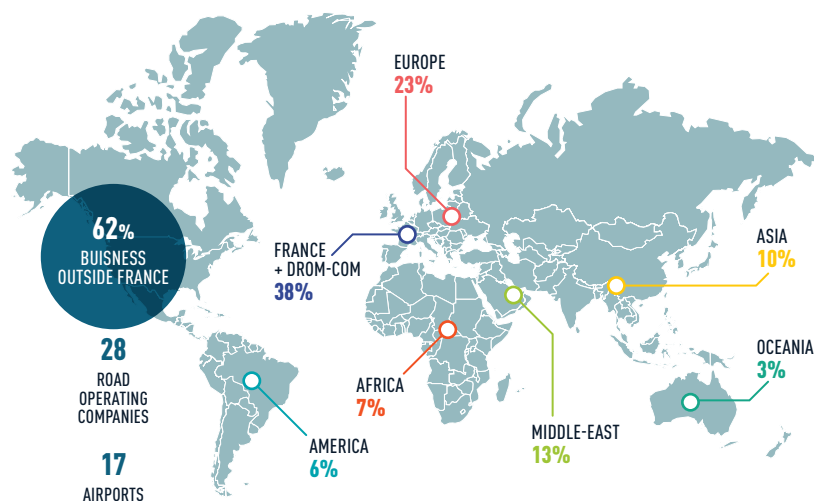 EUROPE
23%
62%
BUISNESS
OUTSIDE FRANCE
FRANCE
+ DROM-COM
38%
ASIA
10%
28
ROAD
OPERATING
COMPANIES
AFRICA
7%
OCEANIA
3%
AMERICA
6%
MIDDLE-EAST
13%
17
AIRPORTS